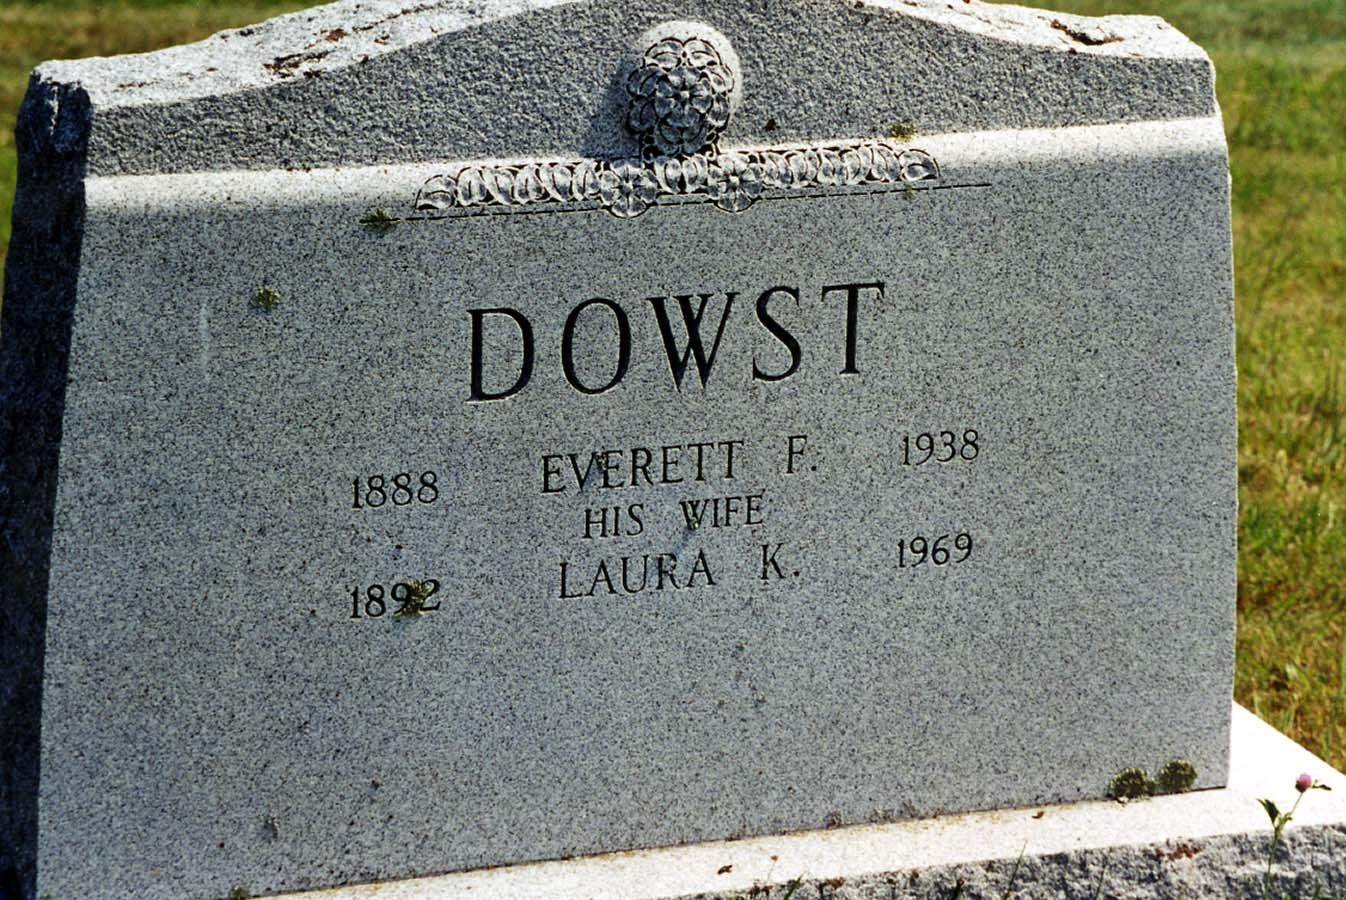 DOWST
1888 EVERETT F. 1938
HIS WIFE
1892 LAURA K. 1969